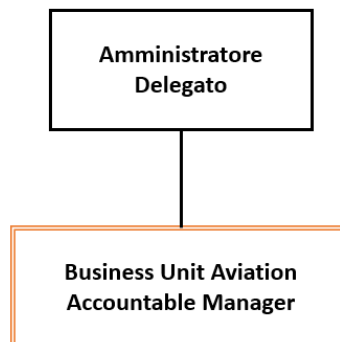 Amministratore
Delegato
Business Unit Aviation
Accountable Manager